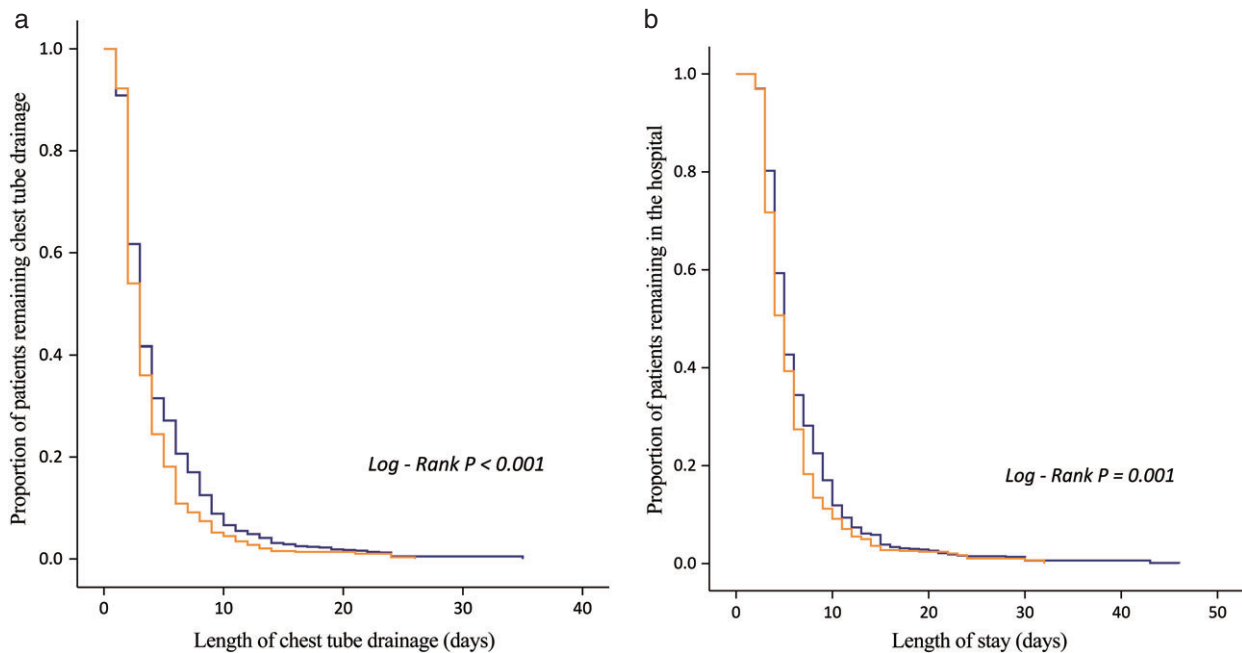 a
Proportion of patients remaining chest tube drainage
1.0
0.8
0.6
0.4
0.2
0.0
Log - Rank P < 0.001
0 10 20 30 40
Length of chest tube drainage (days)
b
Proportion of patients remaining in the hospital
1.0
0.8
0.6
0.4
0.2
0.0
Log - Rank P = 0.001
0 10 20 30 40 50
Length of stay (days)